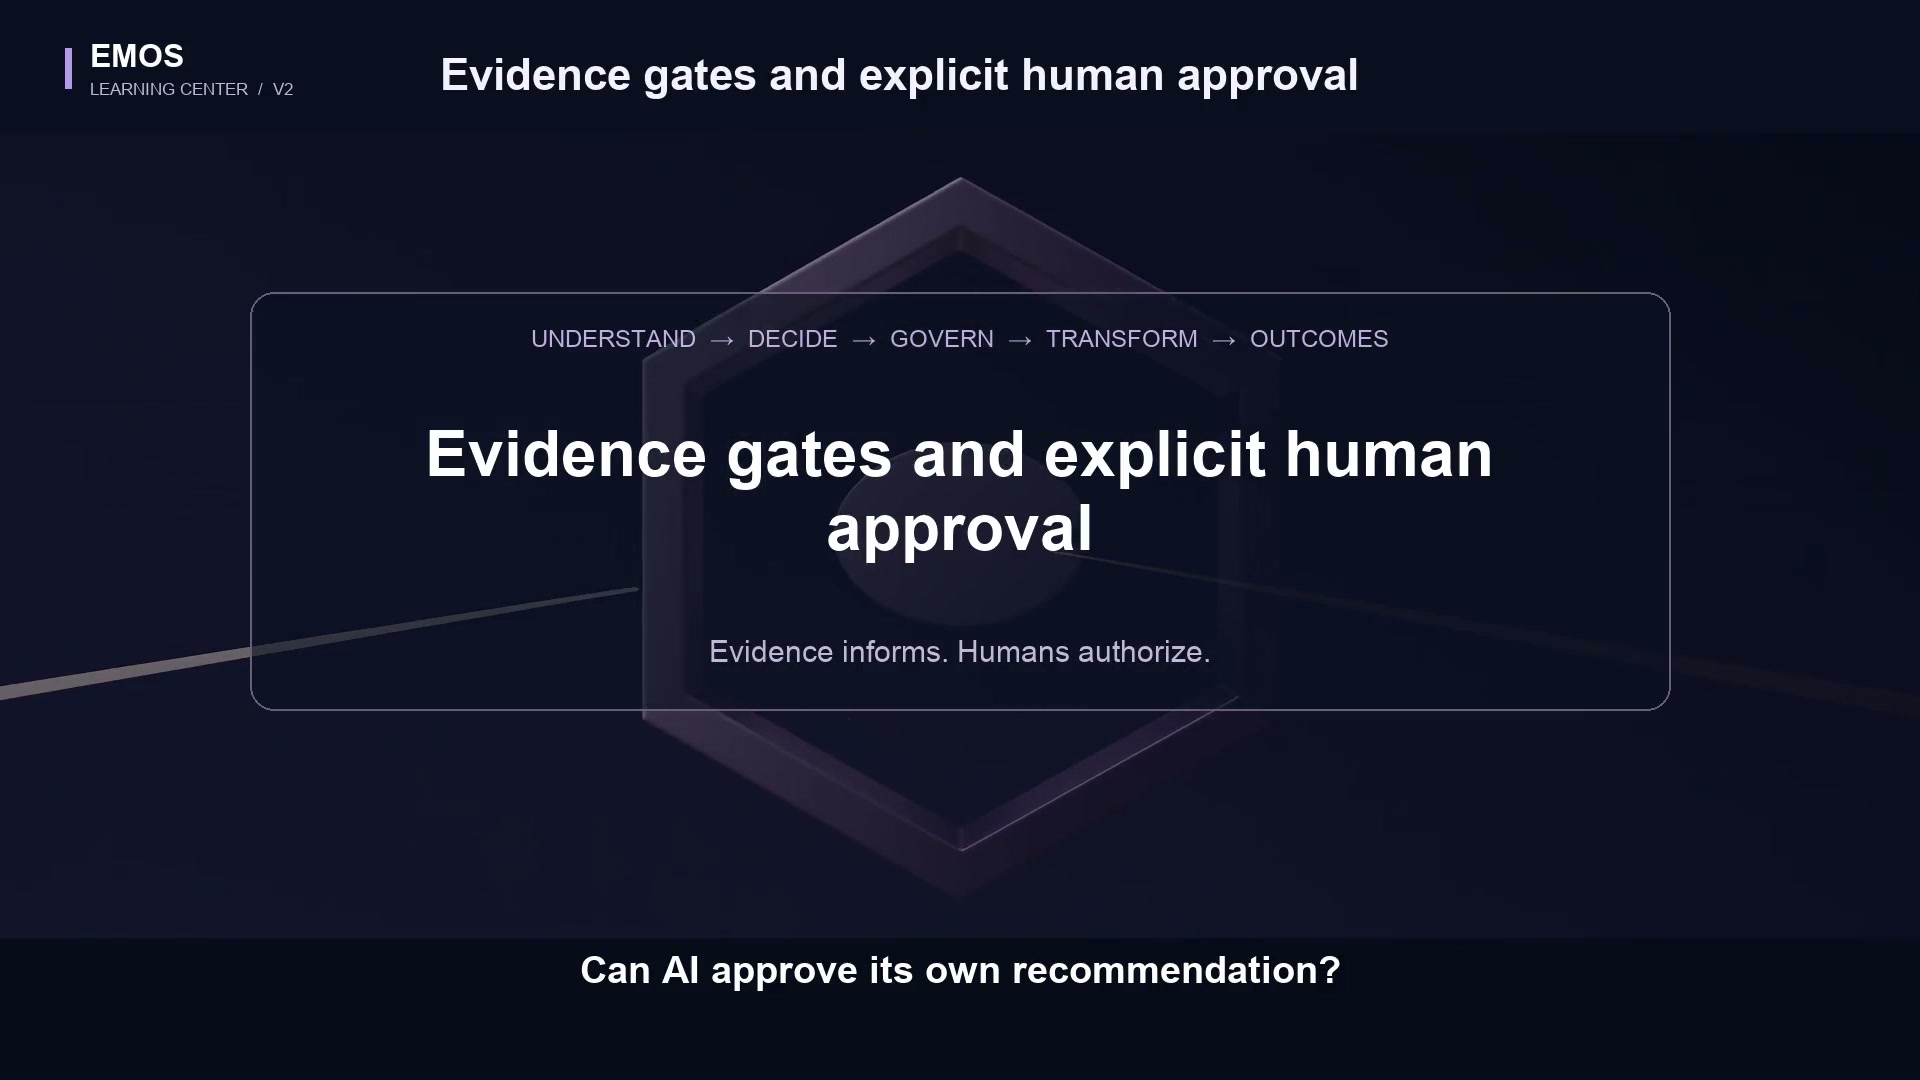 EMOS
LEARNING CENTER / V2
Evidence gates and explicit human approval
UNDERSTAND → DECIDE → GOVERN → TRANSFORM → OUTCOMES
Evidence gates and explicit human
approval
Evidence informs. Humans authorize.
Can AI approve its own recommendation?